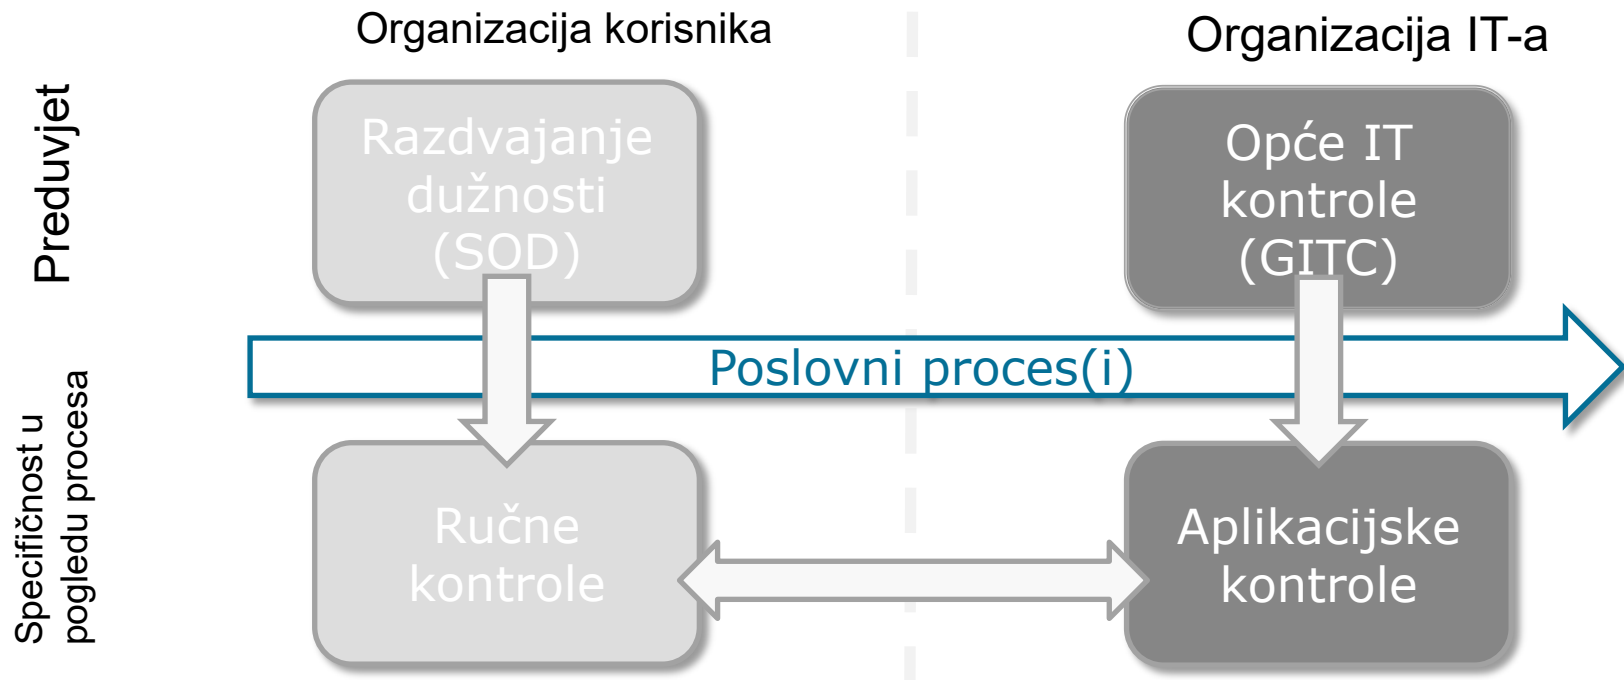 Organizacija korisnika
Organizacija IT-a
Preduvjet
Razdvajanje
dužnosti
(SOD)
Opće IT
kontrole
(GITC)
Poslovni proces(i)
Specifičnost u
pogledu procesa
Ručne
kontrole
Aplikacijske
kontrole